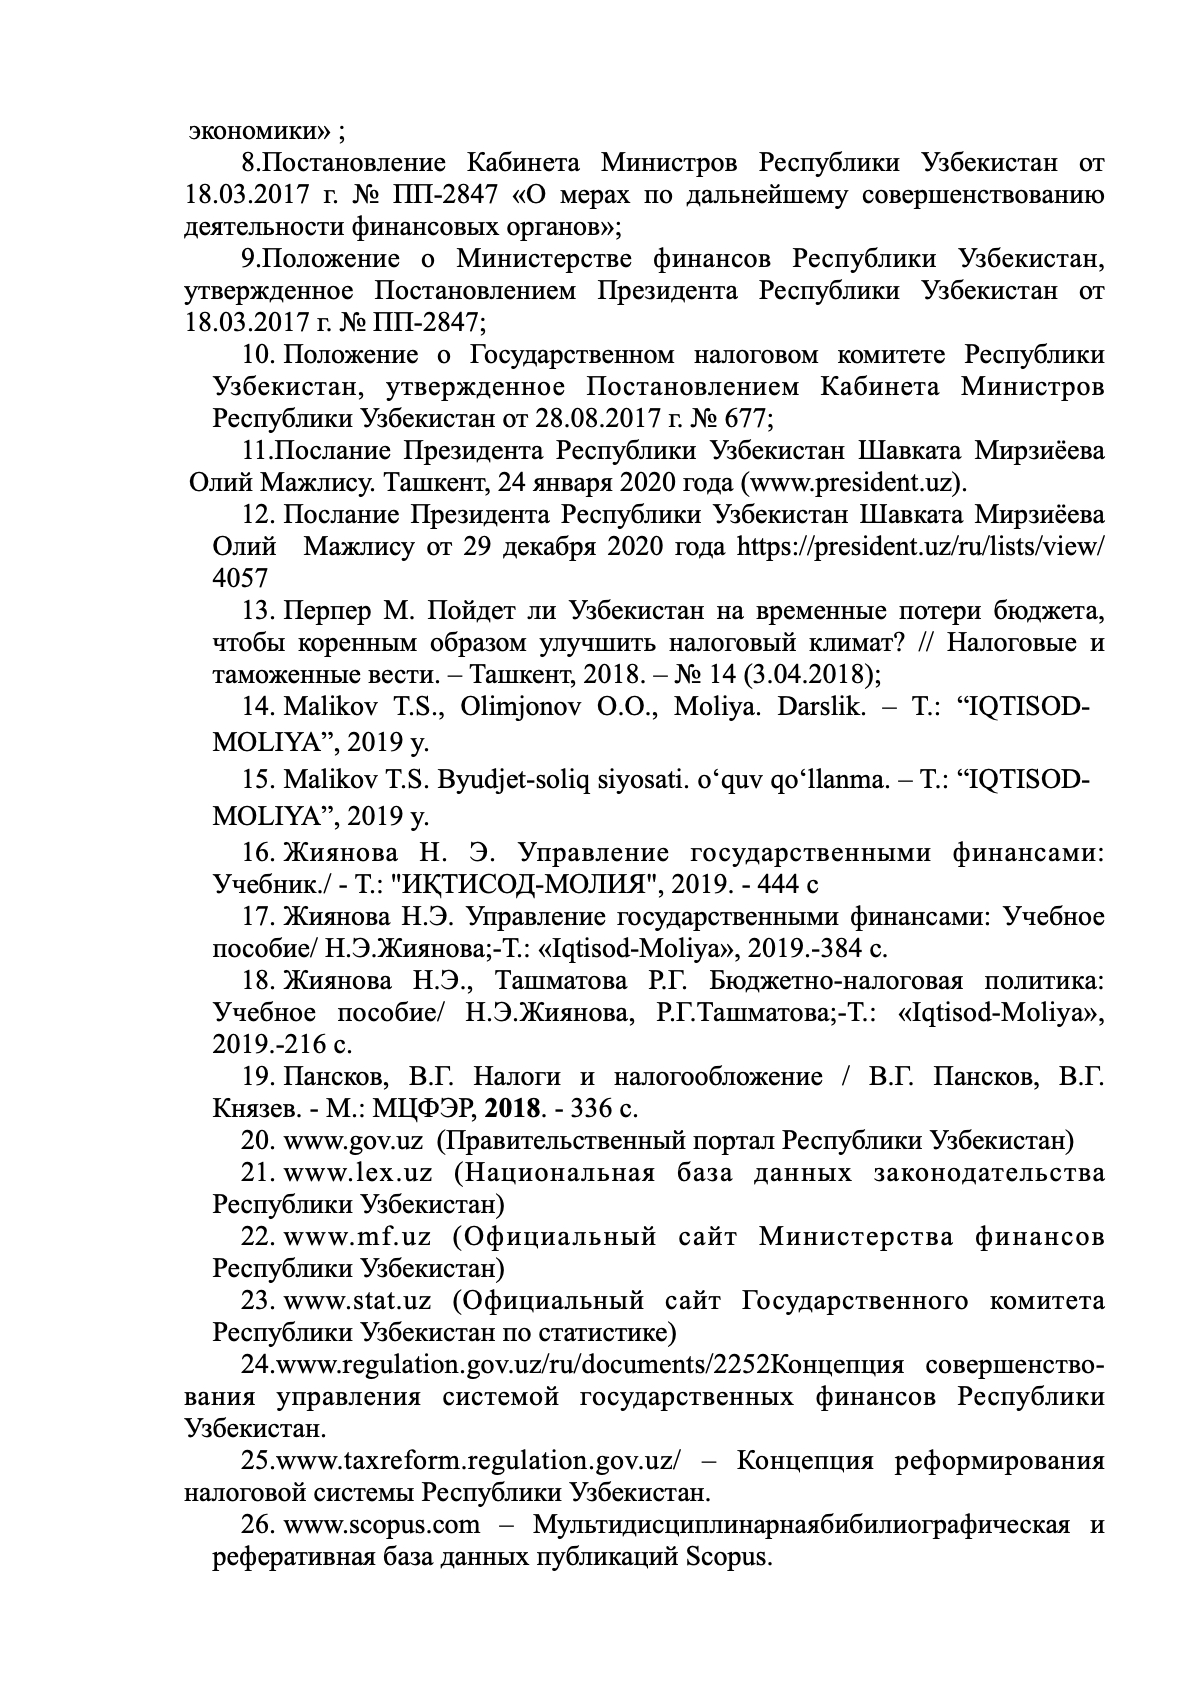 экономики» ;
8.Постановление Кабинета Министров Республики Узбекистан от
18.03.2017 г. № ПП-2847 «О мерах по дальнейшему совершенствованию
деятельности финансовых органов»;
9.Положение о Министерстве финансов Республики Узбекистан,
утвержденное Постановлением Президента Республики Узбекистан от
18.03.2017 г. № ПП-2847;
10. Положение о Государственном налоговом комитете Республики
Узбекистан, утвержденное Постановлением Кабинета Министров
Республики Узбекистан от 28.08.2017 г. № 677;
11.Послание Президента Республики Узбекистан Шавката Мирзиёева
Олий Мажлису. Ташкент, 24 января 2020 года (www.president.uz).
12. Послание Президента Республики Узбекистан Шавката Мирзиёева
Олий Мажлису от 29 декабря 2020 года https://president.uz/ru/lists/view/
4057
13. Перпер М. Пойдет ли Узбекистан на временные потери бюджета,
чтобы коренным образом улучшить налоговый климат? // Налоговые и
таможенные вести. – Ташкент, 2018. – № 14 (3.04.2018);
14. Malikov T.S., Olimjonov O.O., Moliya. Darslik. – T.: “IQTISOD-
MOLIYA”, 2019 y.
15. Malikov T.S. Byudjet-soliq siyosati. o‘quv qo‘llanma. – T.: “IQTISOD-
MOLIYA”, 2019 y.
16. Жиянова Н. Э. Управление государственными финансами:
Учебник./ - Т.: "ИҚТИСОД-МОЛИЯ", 2019. - 444 с
17. Жиянова Н.Э. Управление государственными финансами: Учебное
пособие/ Н.Э.Жиянова;-Т.: «Iqtisod-Moliya», 2019.-384 с.
18. Жиянова Н.Э., Ташматова Р.Г. Бюджетно-налоговая политика:
Учебное пособие/ Н.Э.Жиянова, Р.Г.Ташматова;-Т.: «Iqtisod-Moliya»,
2019.-216 с.
19. Пансков, В.Г. Налоги и налогообложение / В.Г. Пансков, В.Г.
Князев. - М.: МЦФЭР, 2018. - 336 с.
20. www.gov.uz (Правительственный портал Республики Узбекистан)
21. www.lex.uz (Национальная база данных законодательства
Республики Узбекистан)
22. www.mf.uz (Официальный сайт Министерства финансов
Республики Узбекистан)
23. www.stat.uz (Официальный сайт Государственного комитета
Республики Узбекистан по статистике)
24.www.regulation.gov.uz/ru/documents/2252Концепция совершенство-
вания управления системой государственных финансов Республики
Узбекистан.
25.www.taxreform.regulation.gov.uz/ – Концепция реформирования
налоговой системы Республики Узбекистан.
26. www.scopus.com – Мультидисциплинарнаябибилиографическая и
реферативная база данных публикаций Scopus.